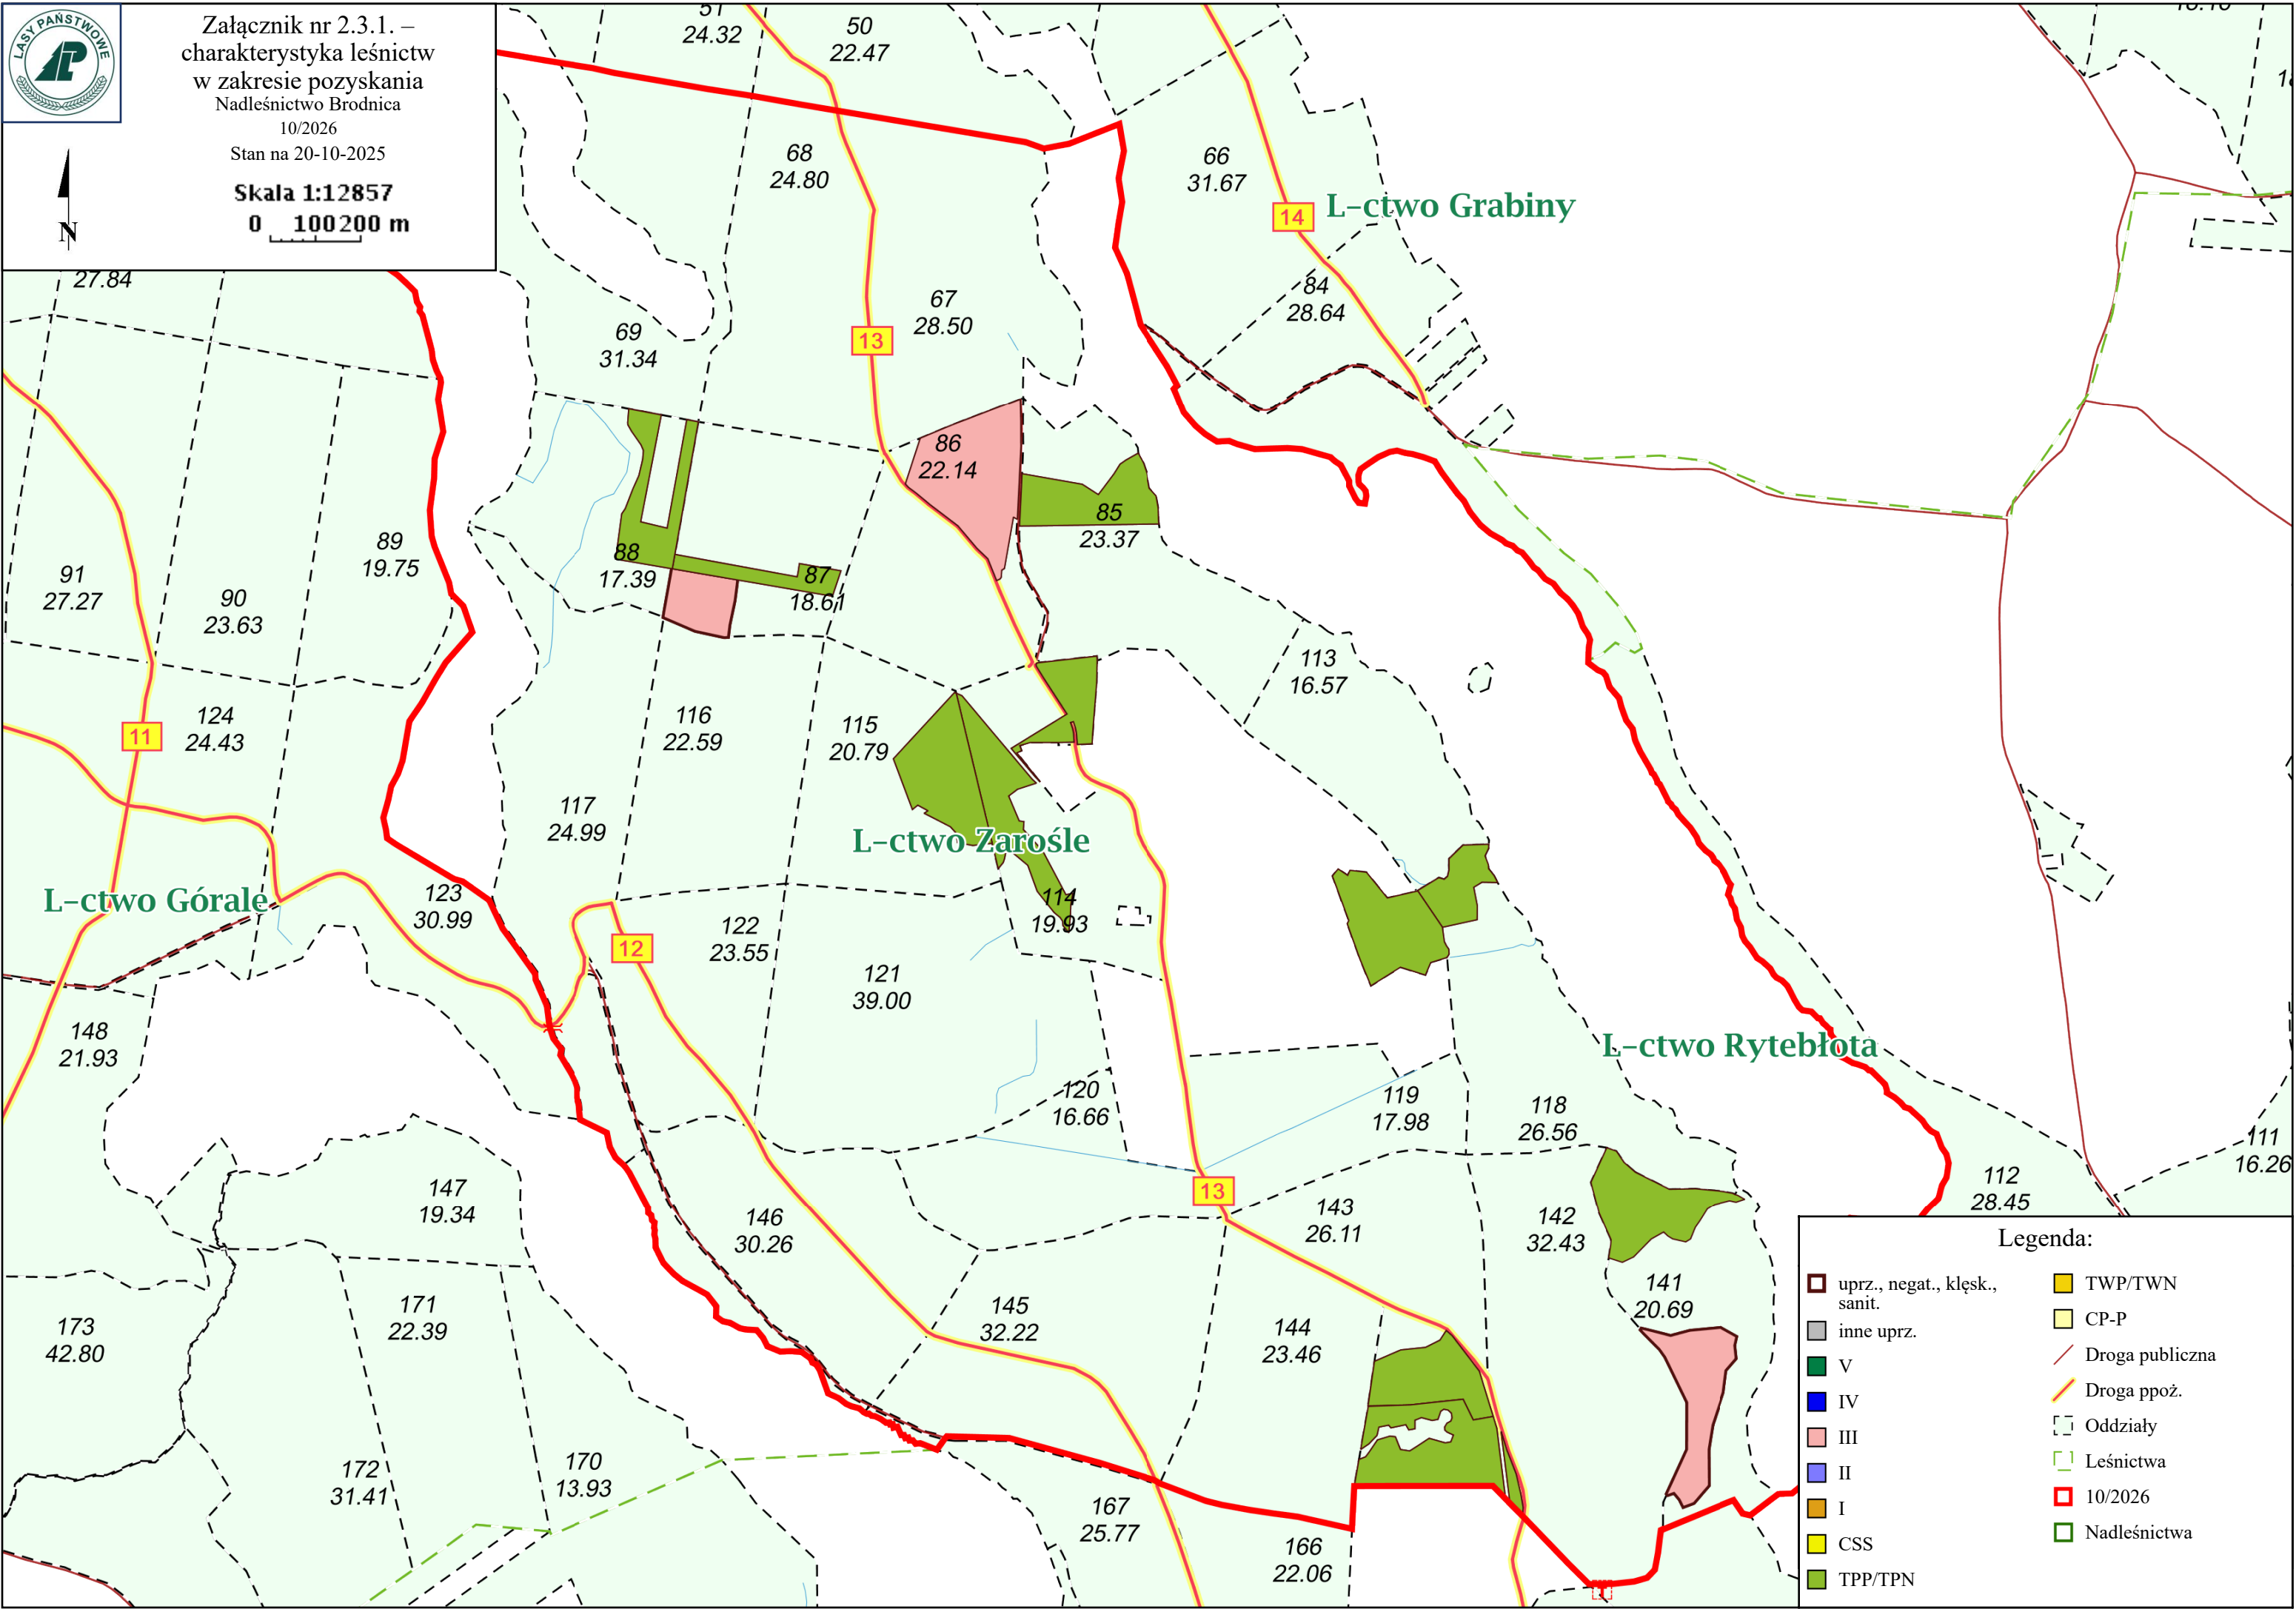 LASY PAŃSTWOWE
Załącznik nr 2.3.1. –
charakterystyka leśnictw
w zakresie pozyskania
Nadleśnictwo Brodnica
10/2026
Stan na 20-10-2025
Skala 1:12857
0 100 200 m
N
51
24.32
50
22.47
68
24.80
66
31.67
14
L-ctwo Grabiny
27.84
84
28.64
67
28.50
69
31.34
13
86
22.14
85
23.37
89
19.75
88
17.39
87
18.61
91
27.27
90
23.63
113
16.57
124
24.43
11
116
22.59
115
20.79
117
24.99
L-ctwo Zarośle
L-ctwo Górale
123
30.99
114
19.93
12
122
23.55
121
39.00
148
21.93
L-ctwo Rytebłota
120
16.66
119
17.98
118
26.56
111
16.26
147
19.34
13
112
28.45
146
30.26
143
26.11
142
32.43
141
20.69
171
22.39
145
32.22
173
42.80
144
23.46
172
31.41
170
13.93
167
25.77
166
22.06
Legenda:
uprz., negat., klęsk.,
sanit.
inne uprz.
V
IV
III
II
I
CSS
TPP/TPN
TWP/TWN
CP-P
Droga publiczna
Droga ppoż.
Oddziały
Leśnictwa
10/2026
Nadleśnictwa